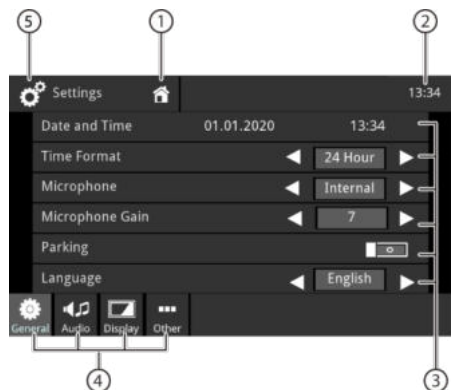 5 1 2
Settings 13:34
Date and Time 01.01.2020 13:34
Time Format 24 Hour
Microphone Internal
Microphone Gain 7
Parking
Language English
General Audio Display Other
4 3